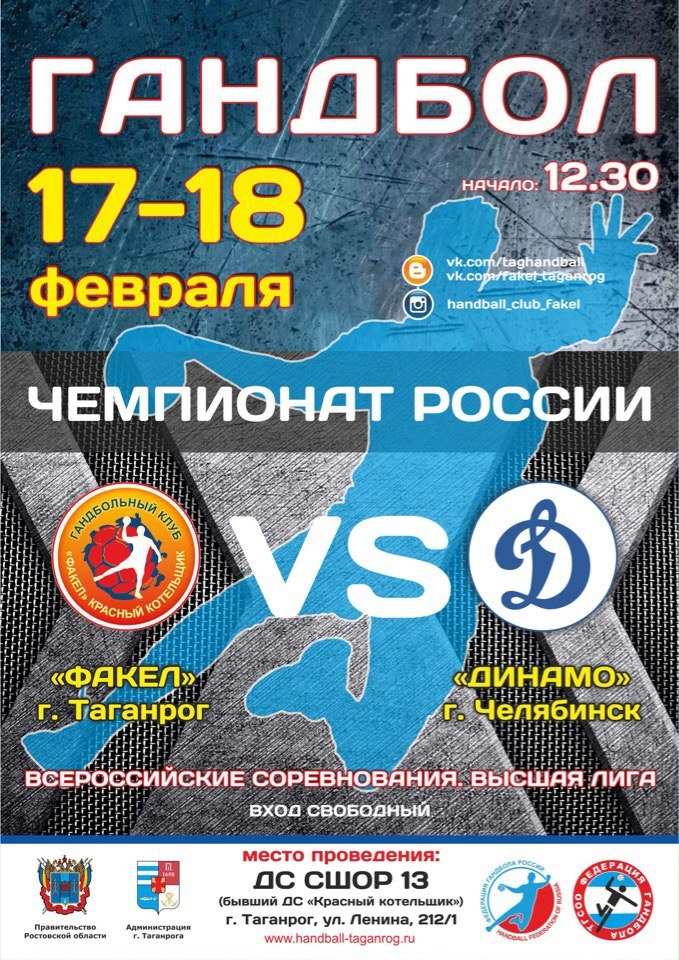 ГАНДБОЛ
17-18
февраля
НАЧАЛО: 12.30
vk.com/taghandball
vk.com/fakel_taganrog
handball_club_fakel
ЧЕМПИОНАТ РОССИИ
ГАНДБОЛЬНЫЙ КЛУБ
«ФАКЕЛ» КРАСНЫЙ КОТЕЛЬЩИК
VS
Д
«ФАКЕЛ»
г. Таганрог
«ДИНАМО»
г. Челябинск
ВСЕРОССИЙСКИЕ СОРЕВНОВАНИЯ. ВЫСШАЯ ЛИГА
ВХОД СВОБОДНЫЙ
место проведения:
ДС СШОР 13
(бывший ДС «Красный котельщик»)
г. Таганрог, ул. Ленина, 212/1
www.handball-taganrog.ru
Правительство
Ростовской области
1698
Администрация
г. Таганрога
ФЕДЕРАЦИЯ ГАНДБОЛА РОССИИ
HANDBALL FEDERATION OF RUSSIA
ТГСОО ФЕДЕРАЦИЯ ГАНДБОЛА